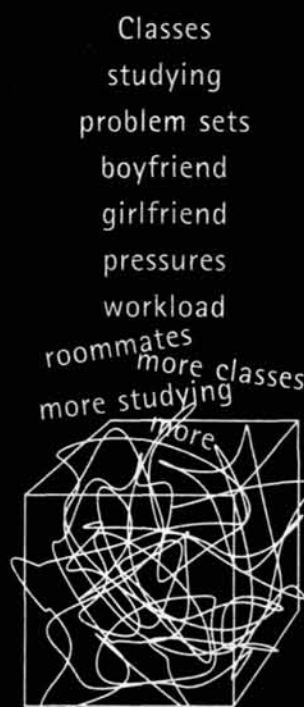 Classes
studying
problem sets
boyfriend
girlfriend
pressures
workload
roommates
more classes
more studying
more